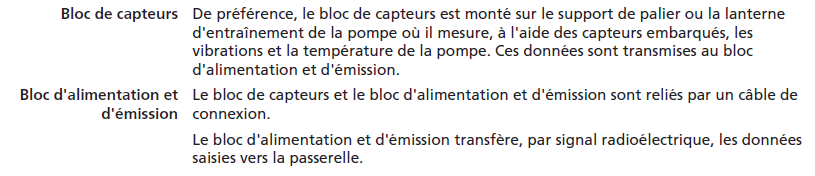 Bloc de capteurs De préférence, le bloc de capteurs est monté sur le support de palier ou la lanterne
d'entraînement de la pompe où il mesure, à l'aide des capteurs embarqués, les
vibrations et la température de la pompe. Ces données sont transmises au bloc
d'alimentation et d'émission.
Bloc d'alimentation et Le bloc de capteurs et le bloc d'alimentation et d'émission sont reliés par un câble de
d'émission connexion.
Le bloc d'alimentation et d'émission transfère, par signal radioélectrique, les données
saisies vers la passerelle.